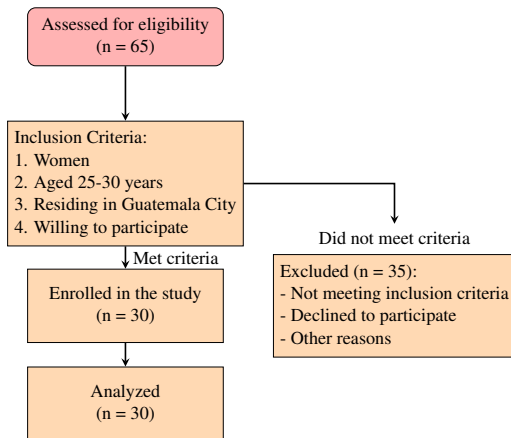 Assessed for eligibility
(n = 65)
Inclusion Criteria:
1. Women
2. Aged 25-30 years
3. Residing in Guatemala City
4. Willing to participate
Met criteria
Did not meet criteria
Enrolled in the study
(n = 30)
Excluded (n = 35):
- Not meeting inclusion criteria
- Declined to participate
- Other reasons
Analyzed
(n = 30)